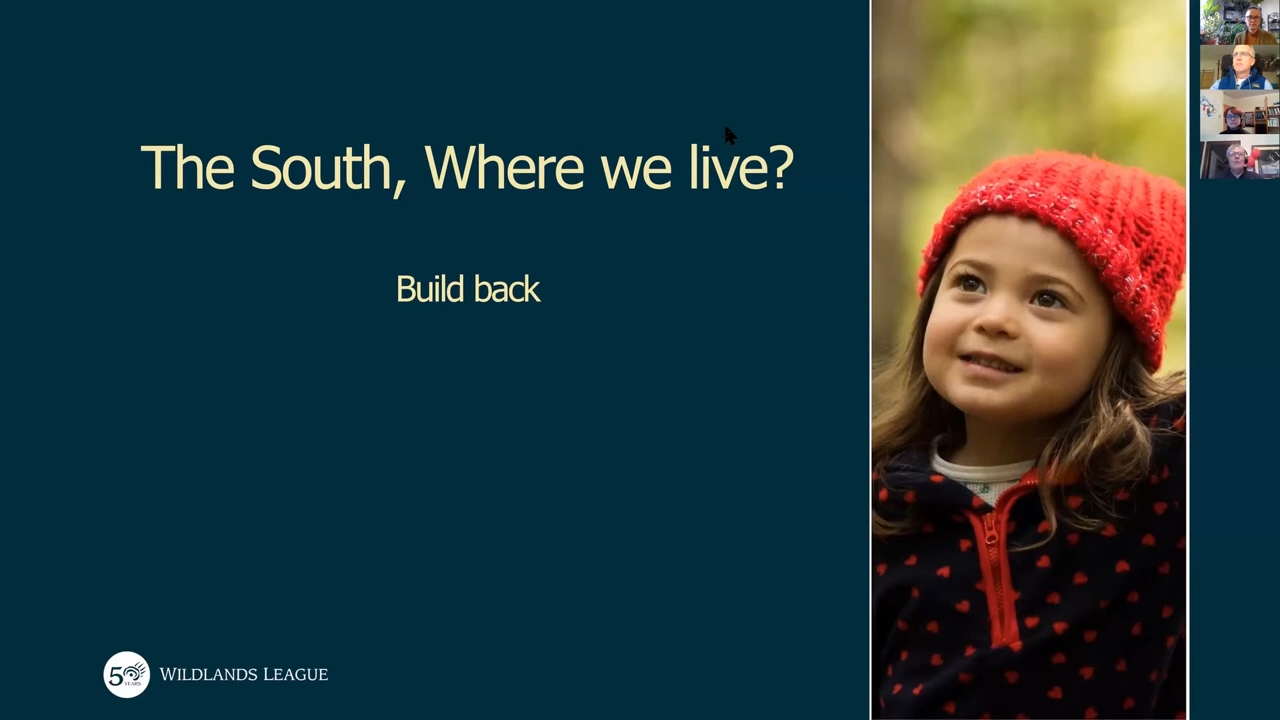 The South, Where we live?
Build back
50
YEARS
WILDLANDS LEAGUE